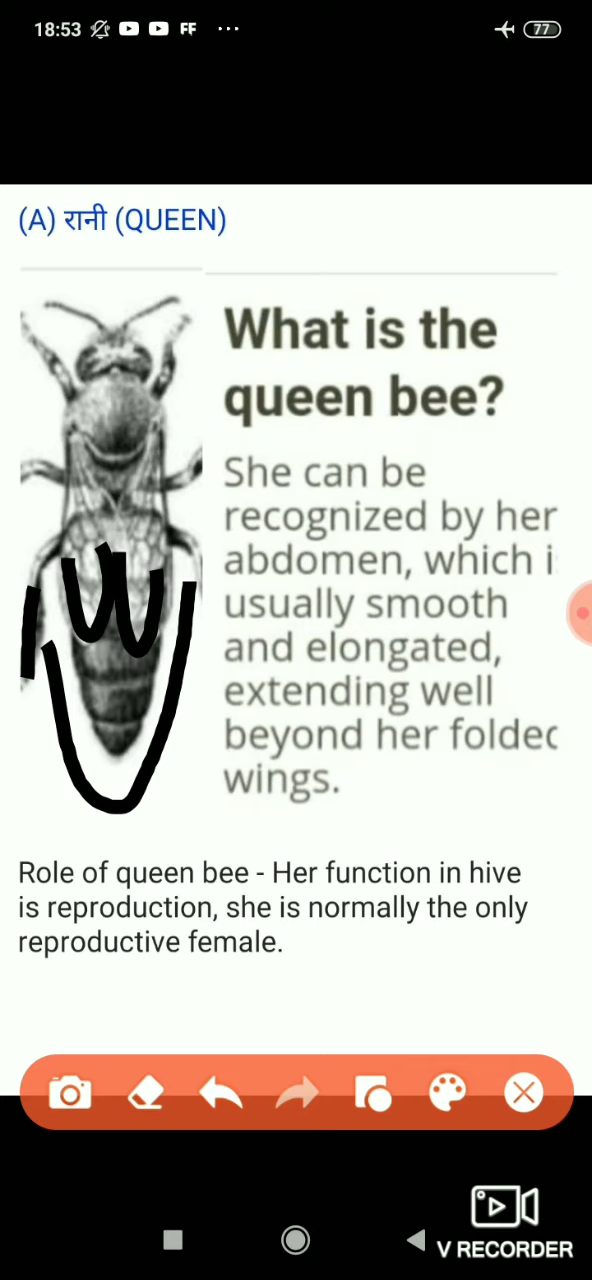 18:53 FF ... 77
(A) रानी (QUEEN)
What is the
queen bee?
She can be
recognized by her
abdomen, which i
usually smooth
and elongated,
extending well
beyond her folded
wings.
Role of queen bee - Her function in hive
is reproduction, she is normally the only
reproductive female.
V RECORDER